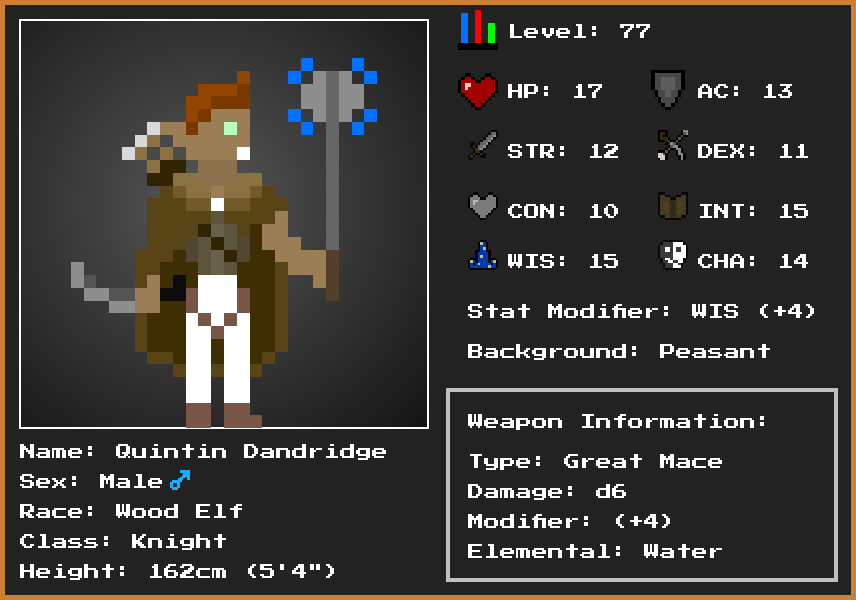 Level: 77
HP: 17
AC: 13
STR: 12
DEX: 11
CON: 10
INT: 15
WIS: 15
CHA: 14
Stat Modifier: WIS (+4)
Background: Peasant
Weapon Information:
Type: Great Mace
Damage: d6
Modifier: (+4)
Elemental: Water
Name: Quintin Dandridge
Sex: Male♂
Race: Wood Elf
Class: Knight
Height: 162cm (5'4")